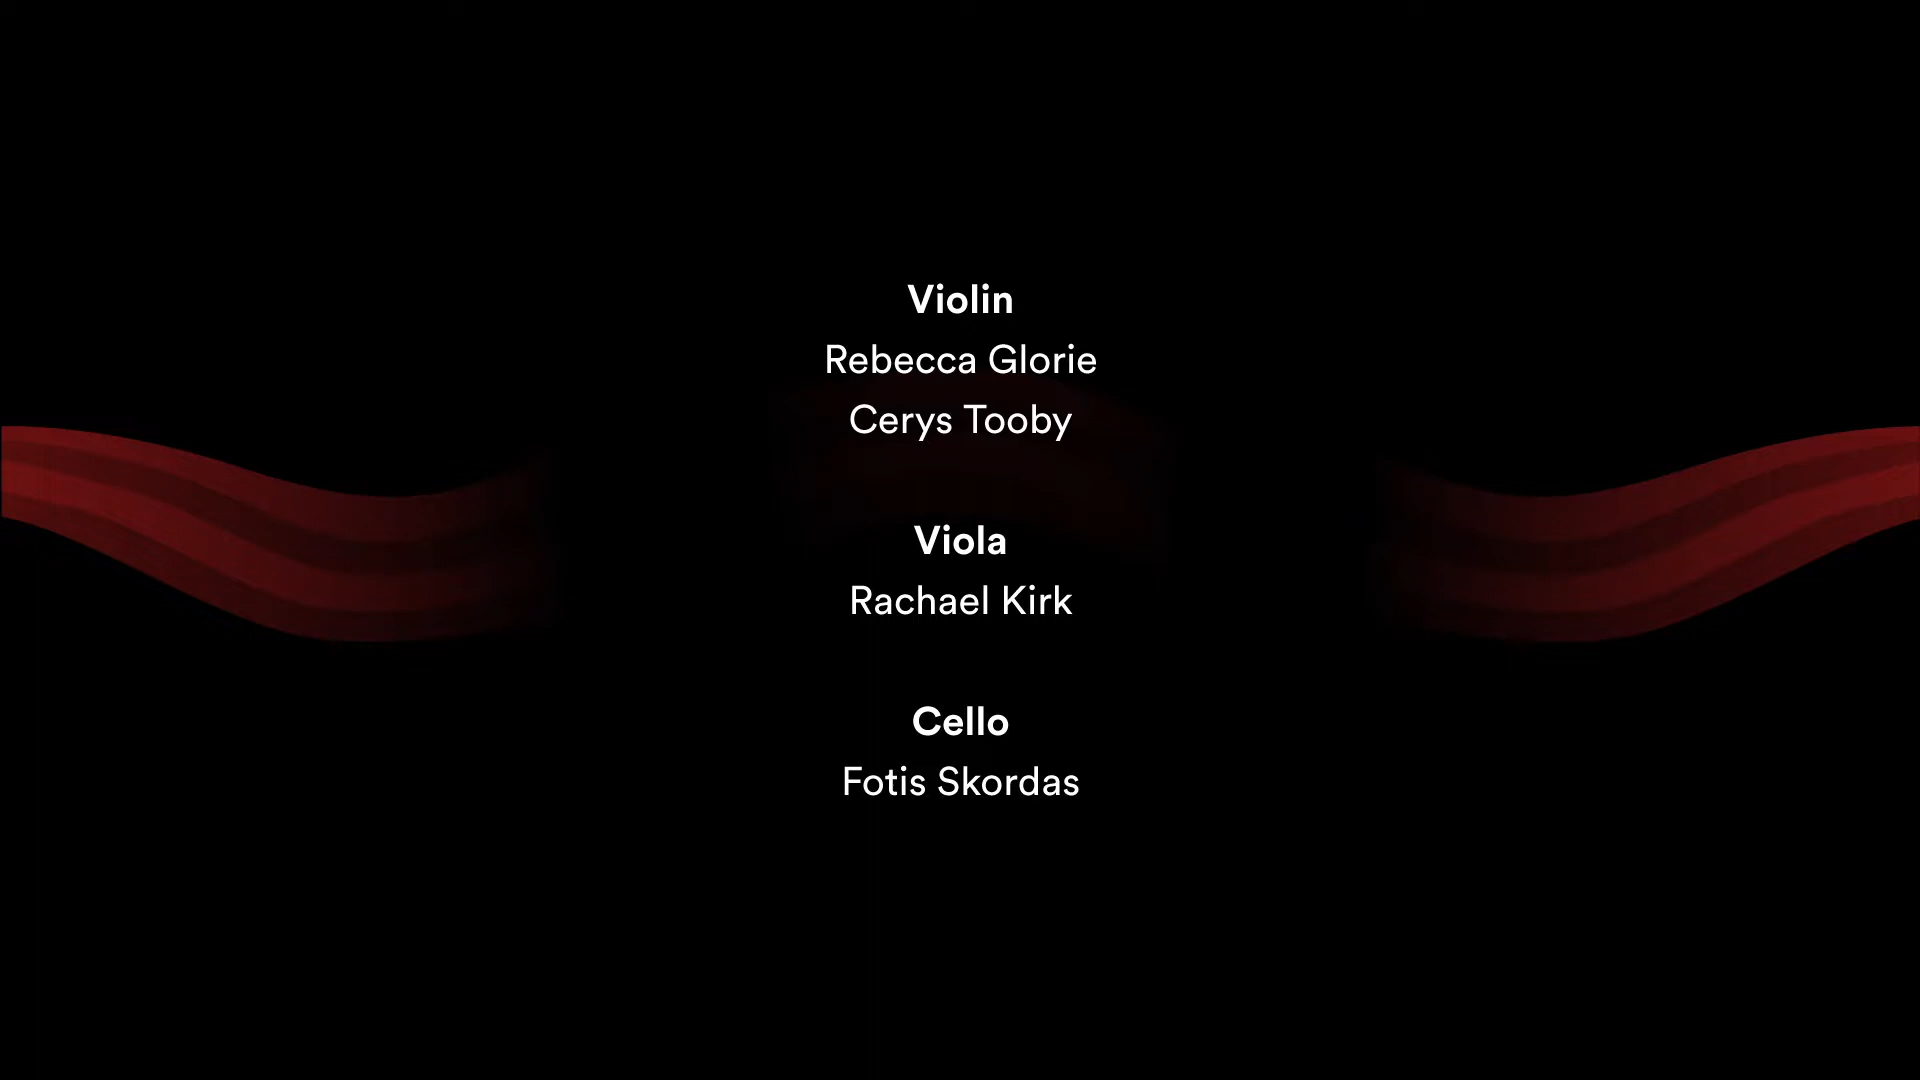 Violin
Rebecca Glorie
Cerys Tooby
Viola
Rachael Kirk
Cello
Fotis Skordas